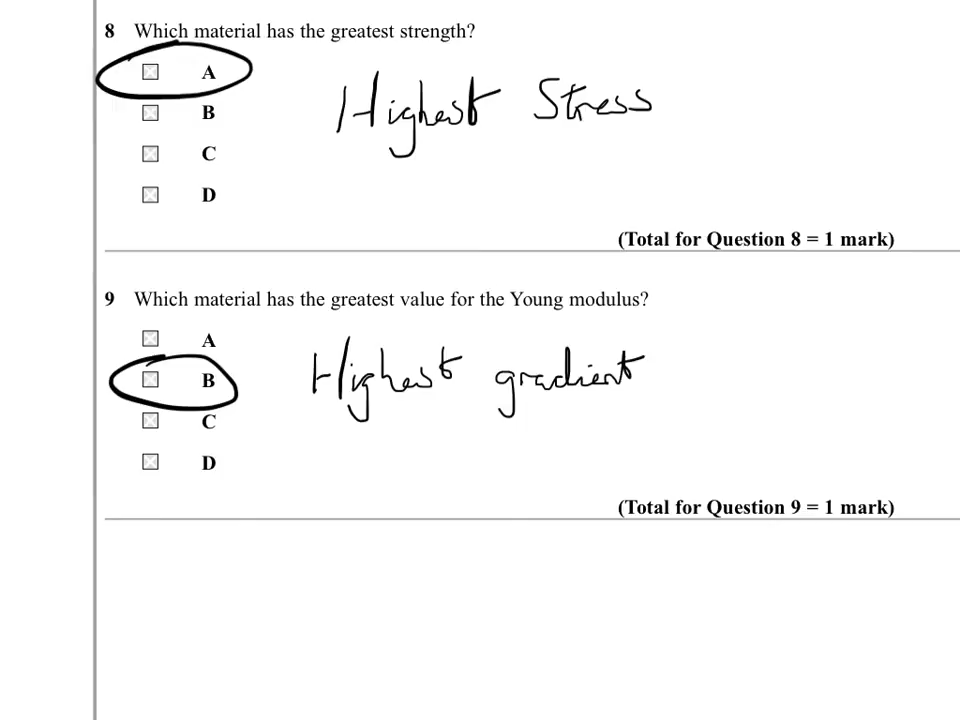 8 Which material has the greatest strength?
A
B
C
D
Highest Stress
(Total for Question 8 = 1 mark)
9 Which material has the greatest value for the Young modulus?
A
B
C
D
Highest gradient
(Total for Question 9 = 1 mark)